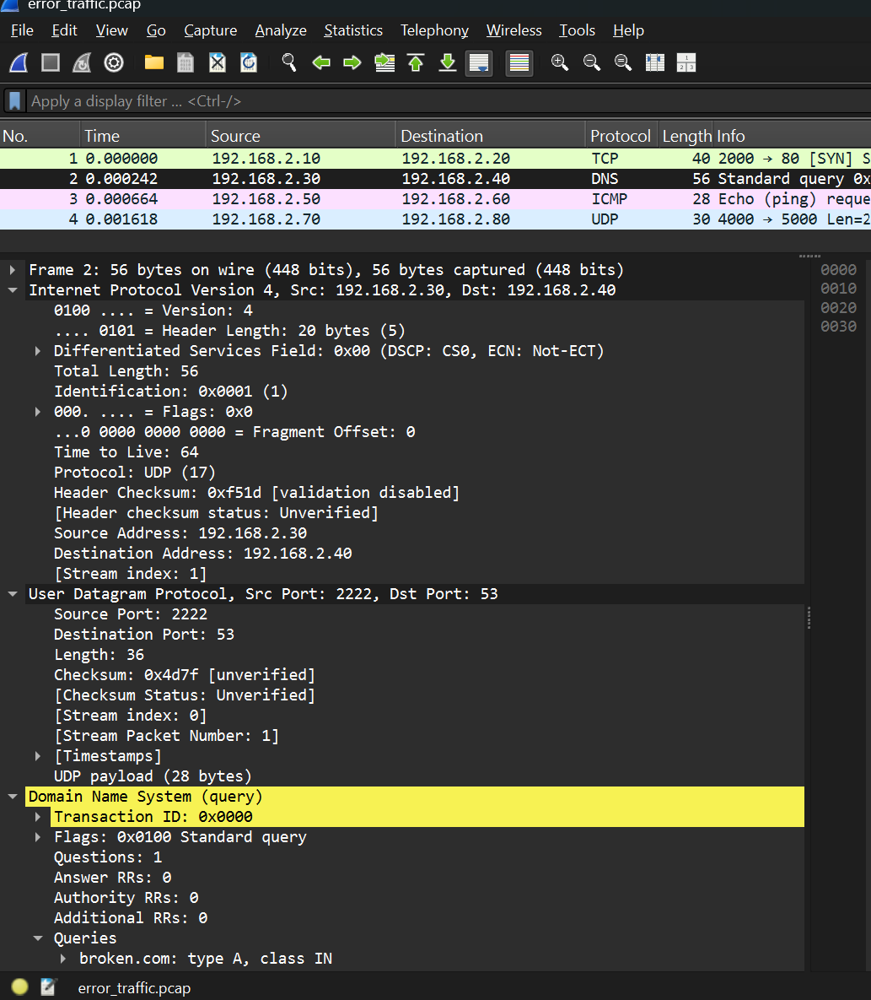 error_traffic.pcap
File Edit View Go Capture Analyze Statistics Telephony Wireless Tools Help
Apply a display filter ... <Ctrl-/>
No. Time Source Destination Protocol Length Info
1 0.000000 192.168.2.10 192.168.2.20 TCP 40 2000 → 80 [SYN] S
2 0.000242 192.168.2.30 192.168.2.40 DNS 56 Standard query 0x
3 0.000664 192.168.2.50 192.168.2.60 ICMP 28 Echo (ping) reque
4 0.001618 192.168.2.70 192.168.2.80 UDP 30 4000 → 5000 Len=2
Frame 2: 56 bytes on wire (448 bits), 56 bytes captured (448 bits)
Internet Protocol Version 4, Src: 192.168.2.30, Dst: 192.168.2.40
0100 .... = Version: 4
.... 0101 = Header Length: 20 bytes (5)
Differentiated Services Field: 0x00 (DSCP: CS0, ECN: Not-ECT)
Total Length: 56
Identification: 0x0001 (1)
000. .... = Flags: 0x0
...0 0000 0000 0000 = Fragment Offset: 0
Time to Live: 64
Protocol: UDP (17)
Header Checksum: 0xf51d [validation disabled]
[Header checksum status: Unverified]
Source Address: 192.168.2.30
Destination Address: 192.168.2.40
[Stream index: 1]
User Datagram Protocol, Src Port: 2222, Dst Port: 53
Source Port: 2222
Destination Port: 53
Length: 36
Checksum: 0x4d7f [unverified]
[Checksum Status: Unverified]
[Stream index: 0]
[Stream Packet Number: 1]
[Timestamps]
UDP payload (28 bytes)
Domain Name System (query)
Transaction ID: 0x0000
Flags: 0x0100 Standard query
Questions: 1
Answer RRs: 0
Authority RRs: 0
Additional RRs: 0
Queries
broken.com: type A, class IN
0000
0010
0020
0030
error_traffic.pcap